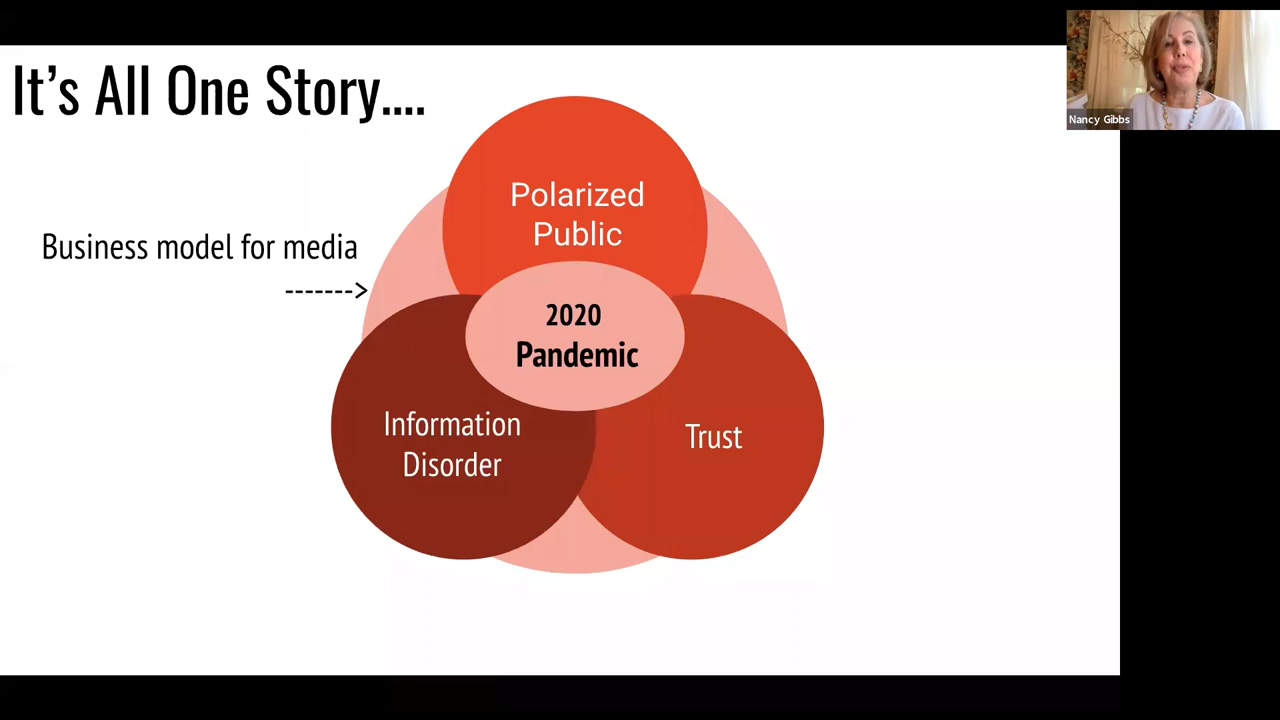 It's All One Story....
Nancy Gibbs
Polarized
Public
Business model for media
------->
2020
Pandemic
Information
Disorder
Trust